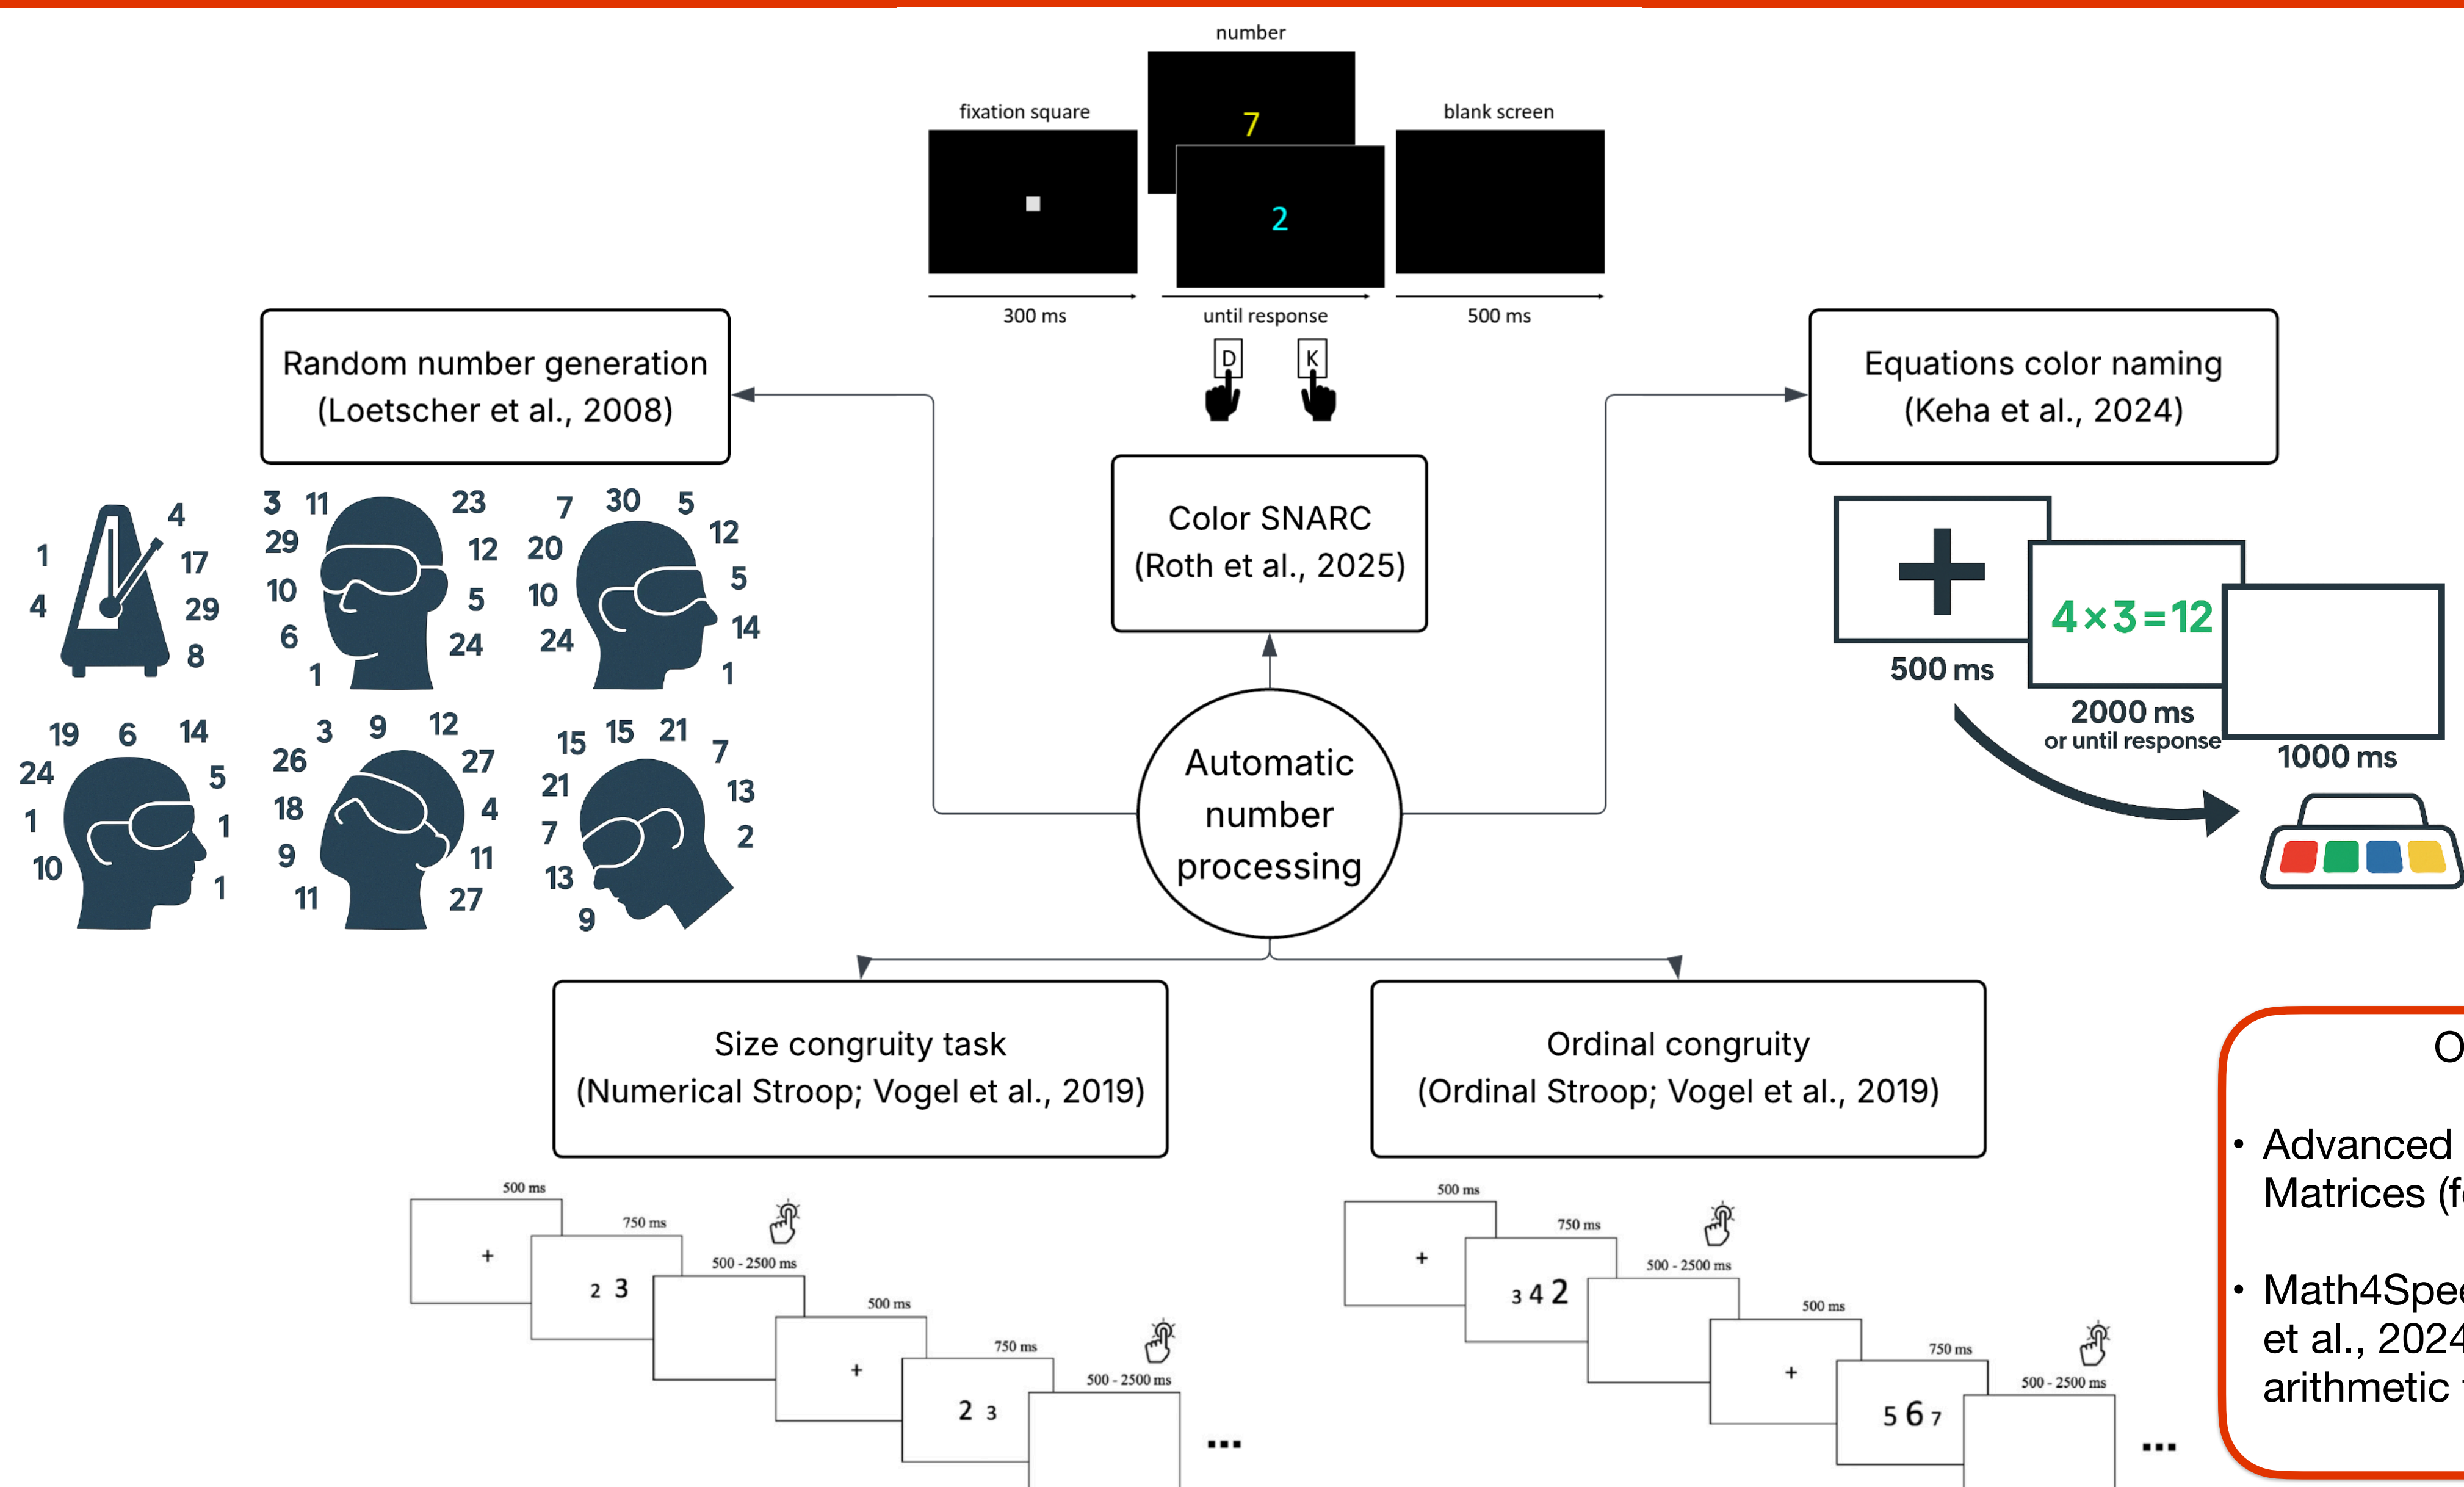 number
fixation square
blank screen
7
2
300 ms
until response
500 ms
D
K
Random number generation
(Loetscher et al., 2008)
Equations color naming
(Keha et al., 2024)
Color SNARC
(Roth et al., 2025)
Automatic
number
processing
1
4
4
17
29
8
3 11 23
29 12
10 5
6 24
1
7 30 5
20 12
10 5
24 14
1
19 6 14
24 5
1 1
10 1
3 9 12
26 27
18 4
9 11
11 27
15 15 21 7
21 13
7 2
13
9
4×3=12
500 ms
2000 ms
or until response
1000 ms
Size congruity task
(Numerical Stroop; Vogel et al., 2019)
Ordinal congruity
(Ordinal Stroop; Vogel et al., 2019)
500 ms
+
750 ms
2 3
500 - 2500 ms
500 ms
+
750 ms
2 3
500 - 2500 ms
...
500 ms
+
750 ms
3 4 2
500 - 2500 ms
500 ms
+
750 ms
5 6 7
500 - 2500 ms
...
• Advanced
Matrices
• Math4Spee
et al., 2024
arithmetic